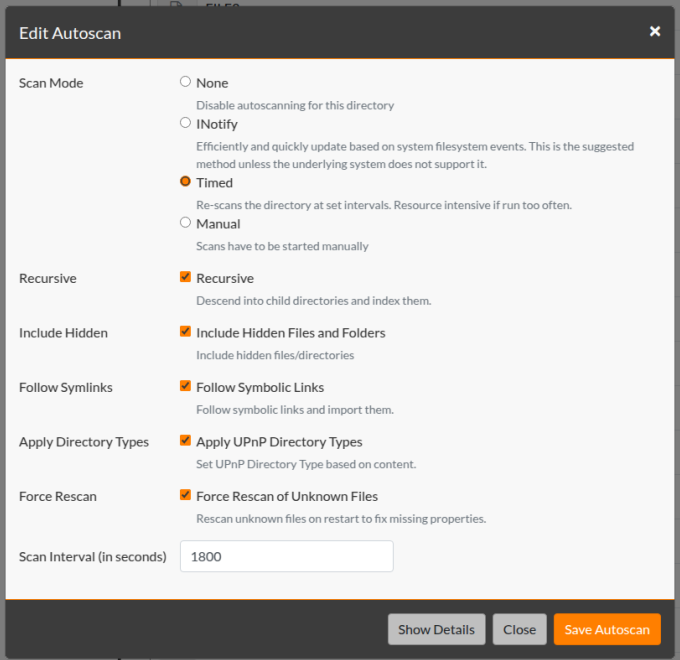 Edit Autoscan
×
Scan Mode
None
Disable autoscanning for this directory
INotify
Efficiently and quickly update based on system filesystem events. This is the suggested
method unless the underlying system does not support it.
Timed
Re-scans the directory at set intervals. Resource intensive if run too often.
Manual
Scans have to be started manually
Recursive
Recursive
Descend into child directories and index them.
Include Hidden
Include Hidden Files and Folders
Include hidden files/directories
Follow Symlinks
Follow Symbolic Links
Follow symbolic links and import them.
Apply Directory Types
Apply UPnP Directory Types
Set UPnP Directory Type based on content.
Force Rescan
Force Rescan of Unknown Files
Rescan unknown files on restart to fix missing properties.
Scan Interval (in seconds)
1800
Show Details
Close
Save Autoscan